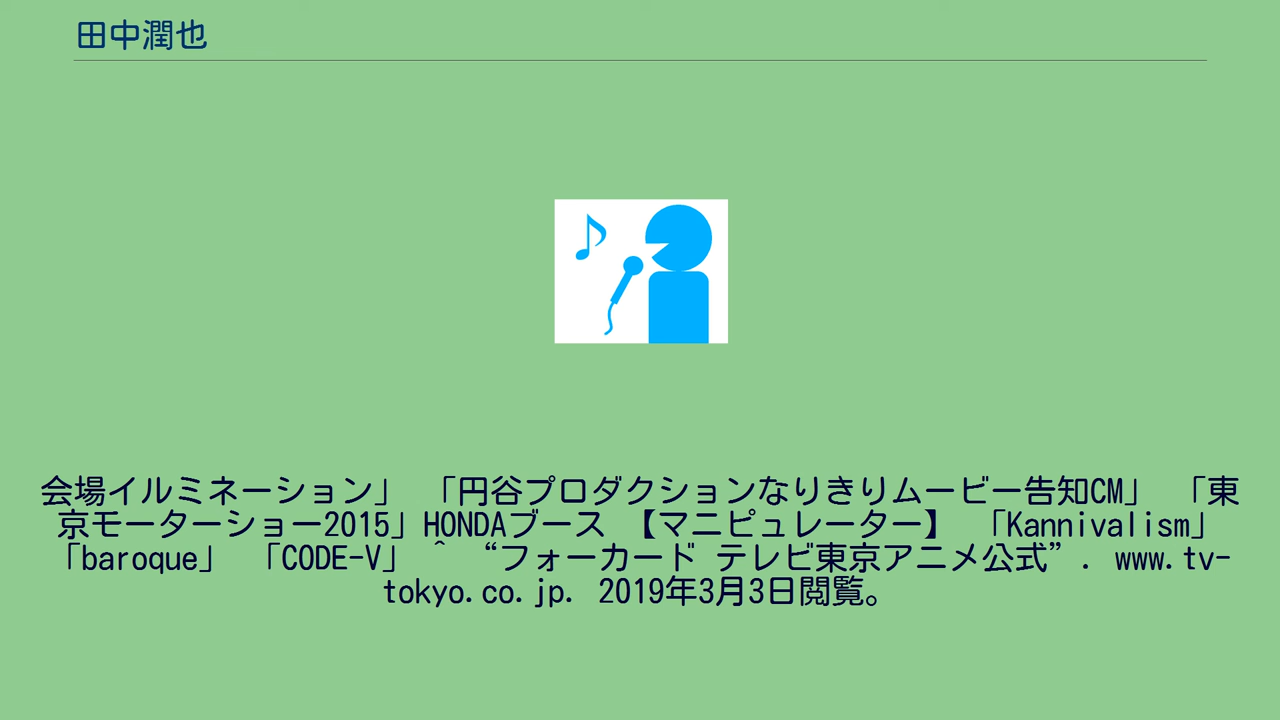 田中潤也
会場イルミネーション」 「円谷プロダクションなりきりムービー告知CM」 「東
京モーターショー2015」HONDAブース 【マニピュレーター】 「Kannivalism」
「baroque」 「CODE-V」 ^ “フォーカード テレビ東京アニメ公式”. www.tv-
tokyo.co.jp. 2019年3月3日閲覧。